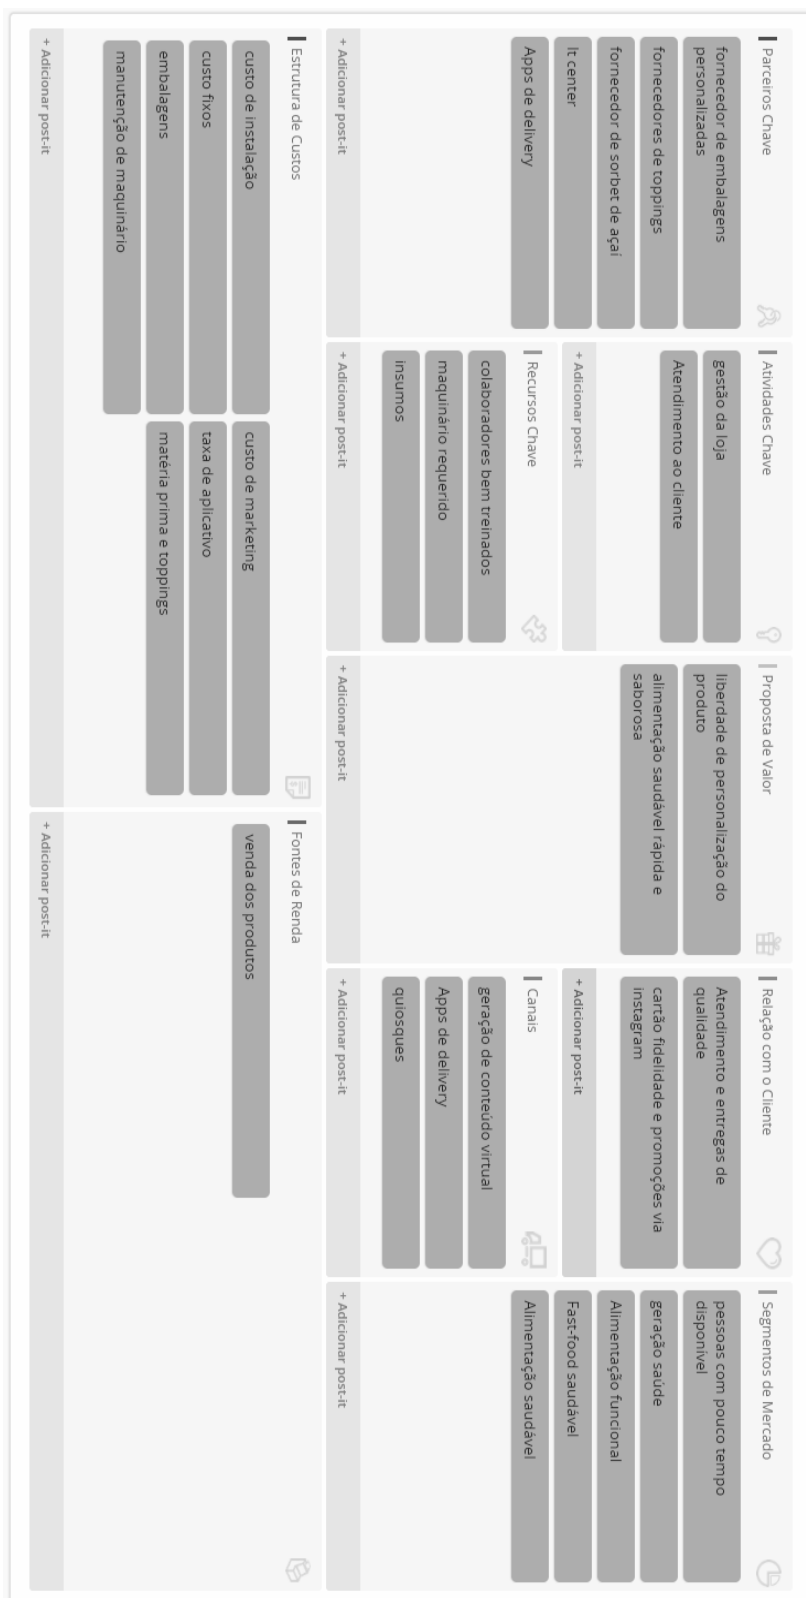 Parceiros Chave
fornecedor de embalagens
personalizadas
fornecedores de toppings
fornecedor de sorbet de açai
It center
Apps de delivery
+ Adicionar post-it
Atividades Chave
gestão da loja
Atendimento ao cliente
+ Adicionar post-it
Recursos Chave
colaboradores bem treinados
maquinário requerido
insumos
+ Adicionar post-it
Proposta de Valor
liberdade de personalização do
produto
alimentação saudável rápida e
saborosa
+ Adicionar post-it
Relação com o Cliente
Atendimento e entregas de
qualidade
cartão fidelidade e promoções via
instagram
+ Adicionar post-it
Canais
geração de conteúdo virtual
Apps de delivery
quiosques
+ Adicionar post-it
Segmentos de Mercado
pessoas com pouco tempo
disponivel
geração saúde
Alimentação funcional
Fast-food saudável
Alimentação saudável
+ Adicionar post-it
Estrutura de Custos
custo de instalação
custo de marketing
custo fixos
taxa de aplicativo
embalagens
matéria prima e toppings
manutenção de maquinário
+ Adicionar post-it
Fontes de Renda
venda dos produtos
+ Adicionar post-it